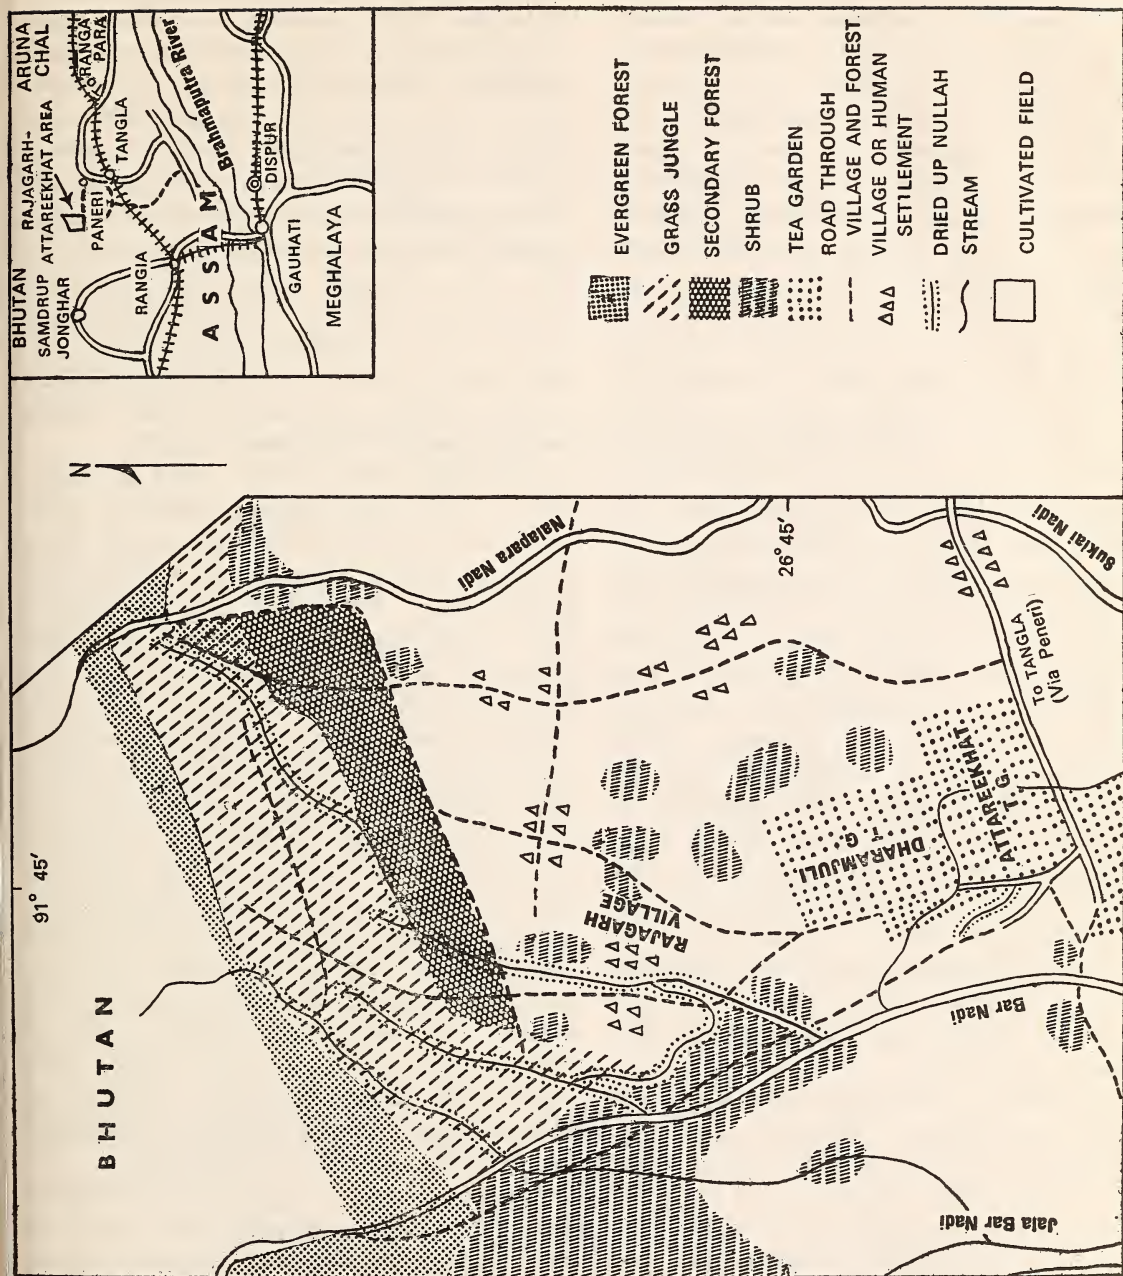 BHUTAN
91° 45′
N
26° 45′
Nalapara Nadi
Sukiai Nadi
To TANGLA
(Via Peneri)
RAJAGARH
VILLAGE
DHARAMJULI
T.
G.
ATTAREEKHAT
T. G.
Bar Nadi
Jala Bar Nadi
BHUTAN
SAMDRUP
JONGHAR
RAJAGARH-
ATTAREEKHAT AREA
ARUNA
CHAL
RANGA
PARA
TANGLA
PANERI
RANGIA
ASSAM
Brahmaputra River
DISPUR
GAUHATI
MEGHALAYA
EVERGREEN FOREST
GRASS JUNGLE
SECONDARY FOREST
SHRUB
TEA GARDEN
ROAD THROUGH
VILLAGE AND FOREST
VILLAGE OR HUMAN
SETTLEMENT
DRIED UP NULLAH
STREAM
CULTIVATED FIELD